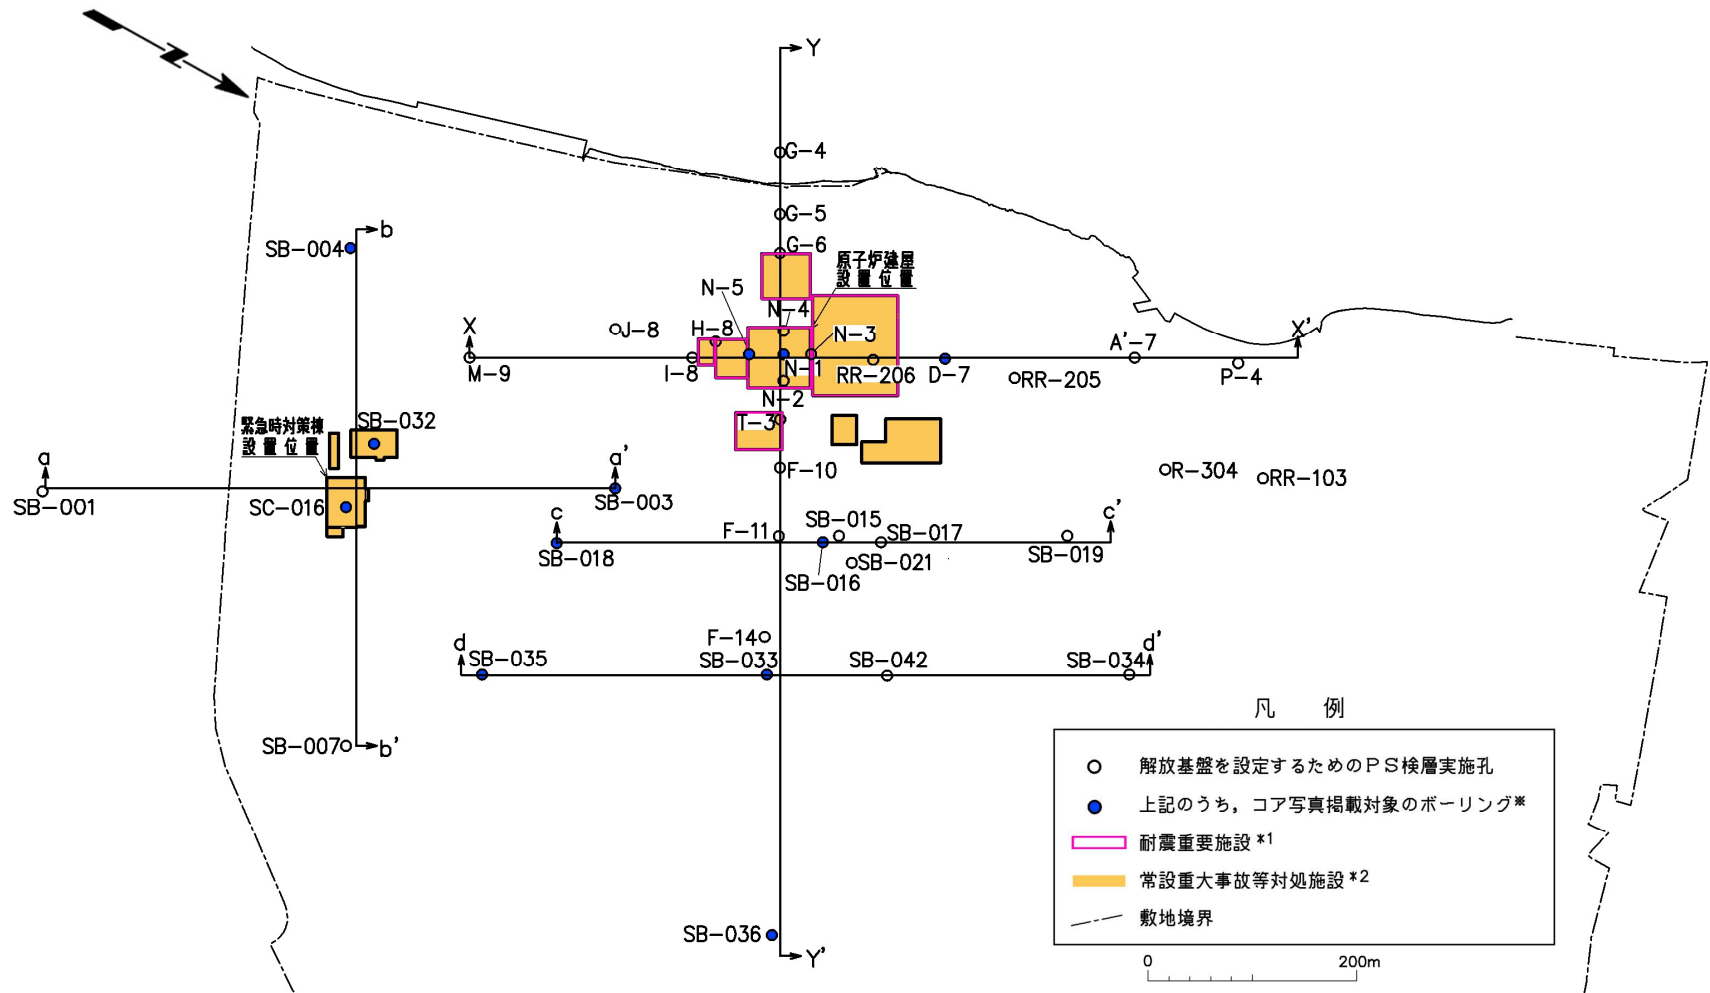 N
Y
G-4
G-5
b
SB-004
G-6
原子炉建屋
設置位置
N-5
N-4
X
J-8
H-8
N-3
X'
A'-7
M-9
I-8
N-1
RR-206
D-7
RR-205
P-4
N-2
緊急時対策棟
設置位置
SB-032
T-3
a
a'
F-10
R-304
RR-103
SB-001
SC-016
SB-003
c
c'
F-11
SB-015
SB-017
SB-018
SB-019
SB-021
SB-016
d
F-14
d'
SB-035
SB-033
SB-042
SB-034
SB-007
b'
凡 例
解放基盤を設定するためのPS検層実施孔
上記のうち，コア写真掲載対象のボーリング※
耐震重要施設*1
常設重大事故等対処施設*2
敷地境界
SB-036
Y'
0 200m